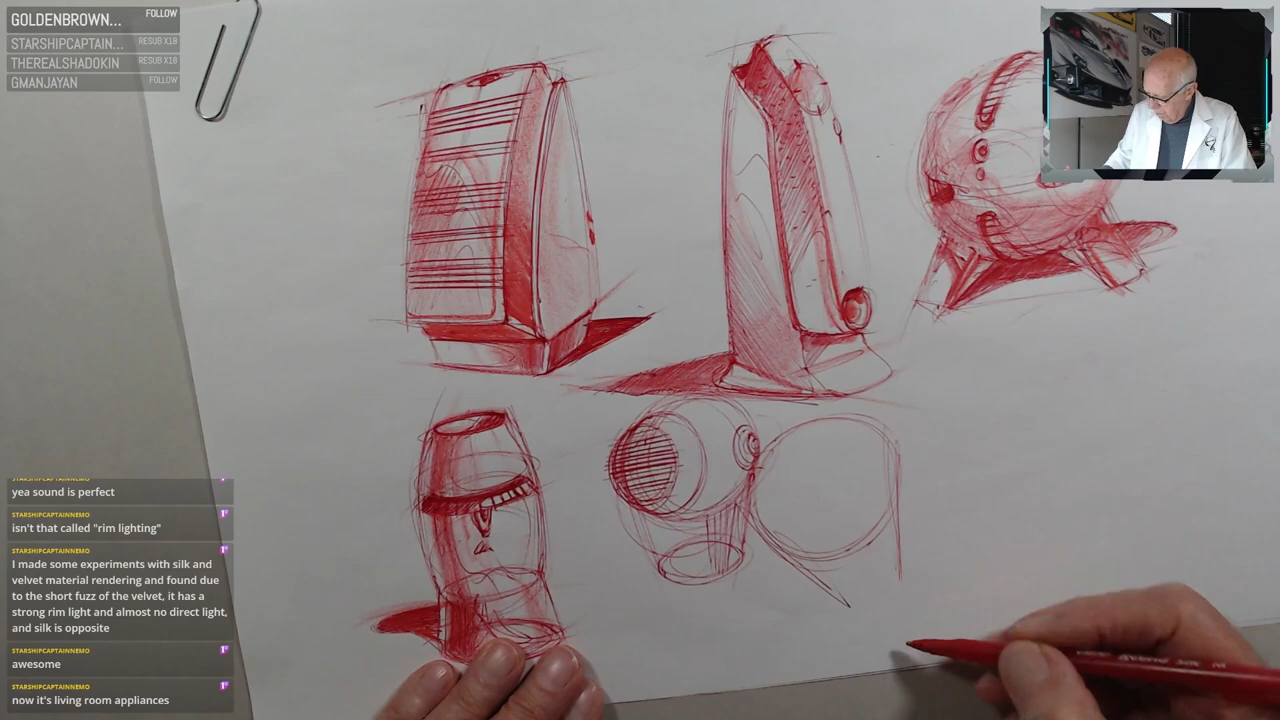 GOLDENBROWN... FOLLOW
STARSHIPCAPTAIN... RESUB X18
THEREALSHADOKIN RESUB X10
GMANJAYAN FOLLOW
STARSHIPCAPTAINNEMO
yea sound is perfect
STARSHIPCAPTAINNEMO
isn't that called "rim lighting"
STARSHIPCAPTAINNEMO
I made some experiments with silk and
velvet material rendering and found due
to the short fuzz of the velvet, it has a
strong rim light and almost no direct light,
and silk is opposite
STARSHIPCAPTAINNEMO
awesome
STARSHIPCAPTAINNEMO
now it's living room appliances